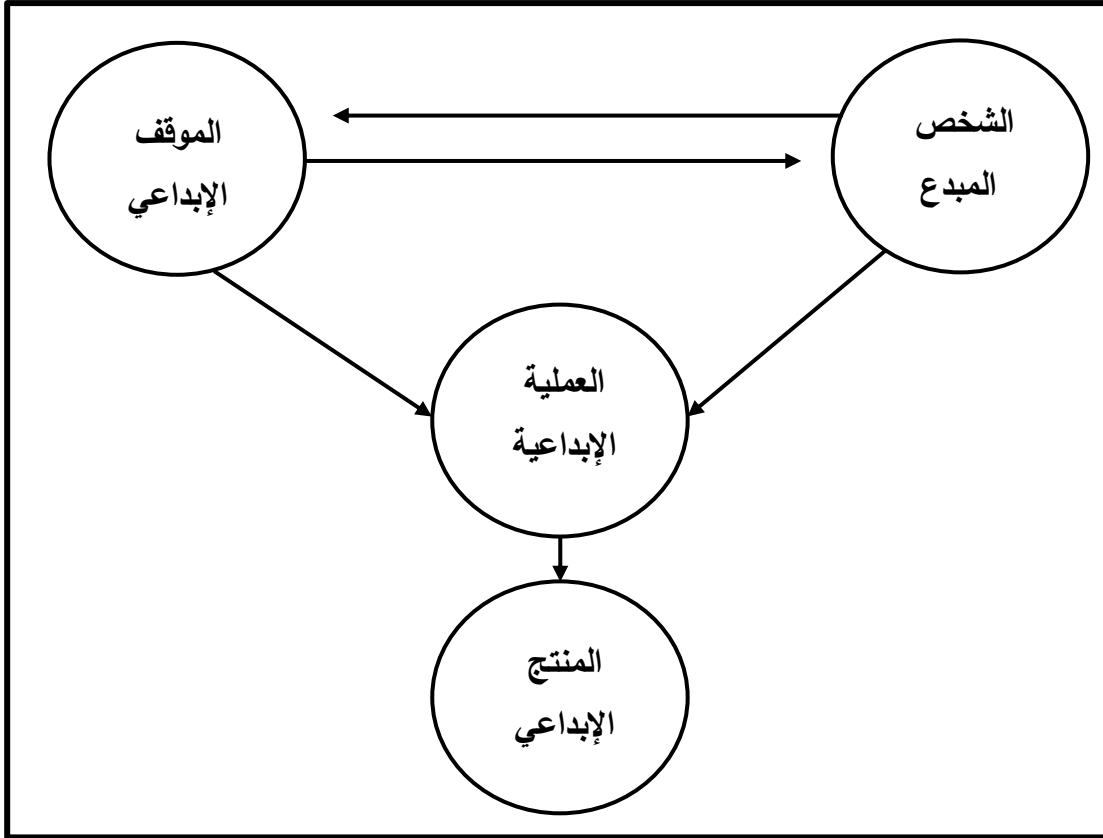 الشخص
المبدع
الموقف
الإبداعي
العملية
الإبداعية
المنتج
الإبداعي